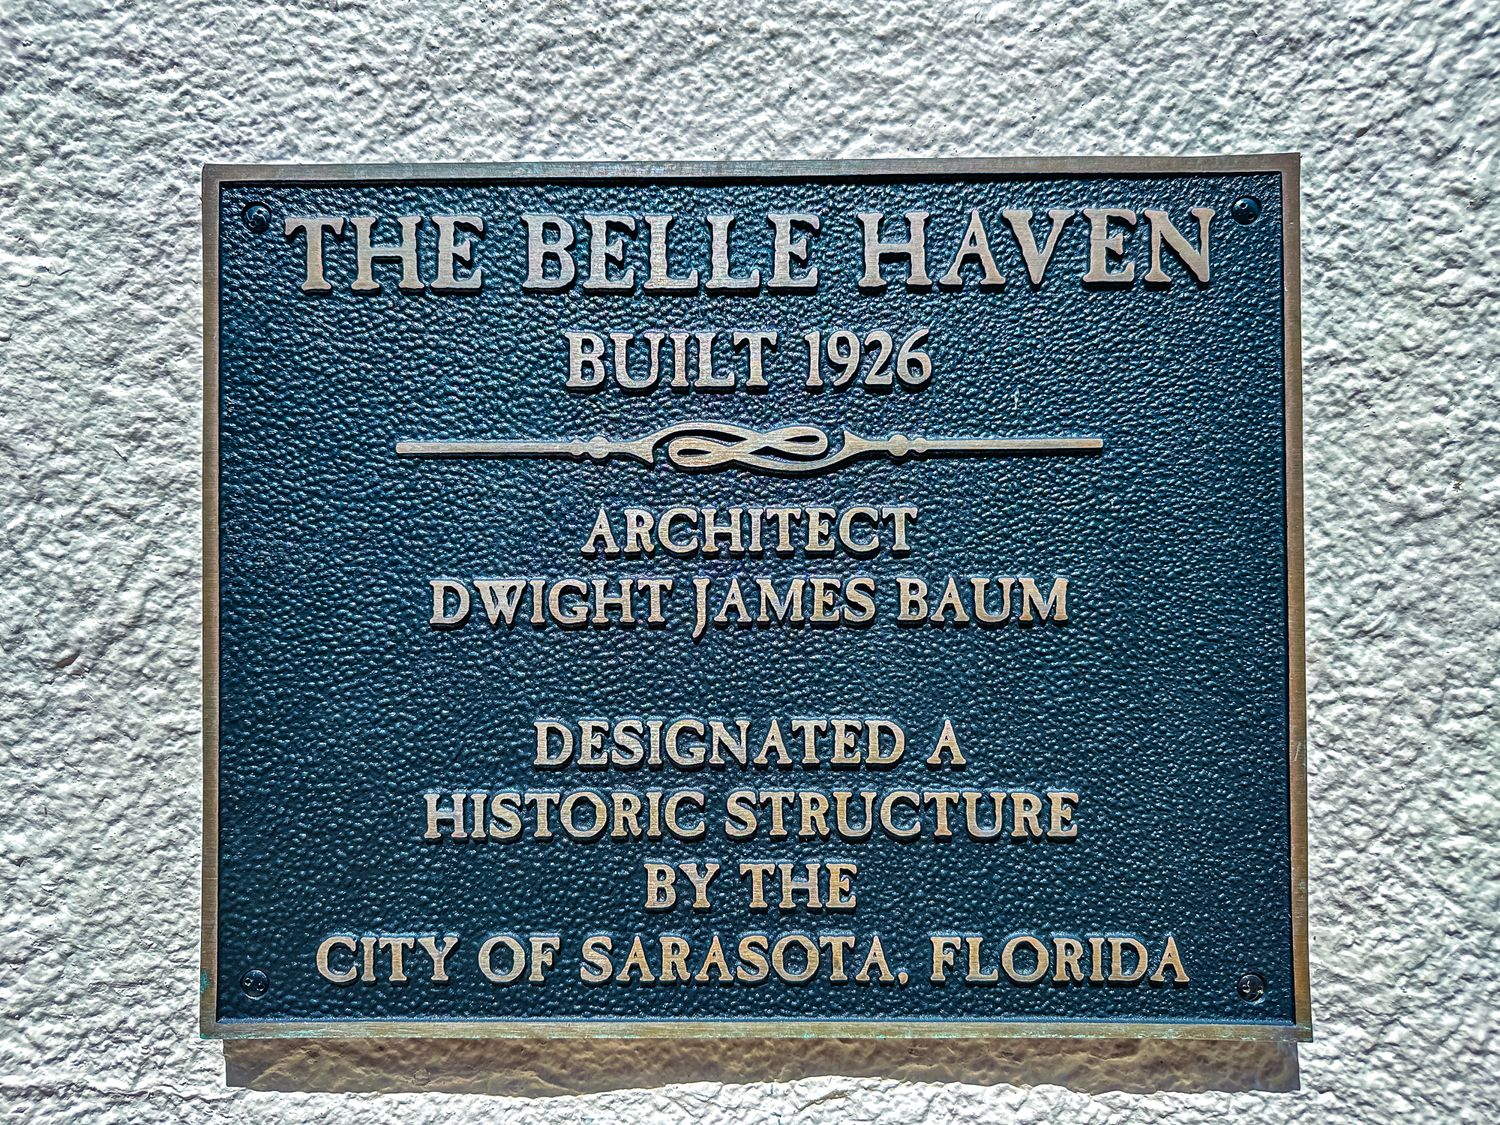 THE BELLE HAVEN
BUILT 1926
ARCHITECT
DWIGHT JAMES BAUM
DESIGNATED A
HISTORIC STRUCTURE
BY THE
CITY OF SARASOTA, FLORIDA